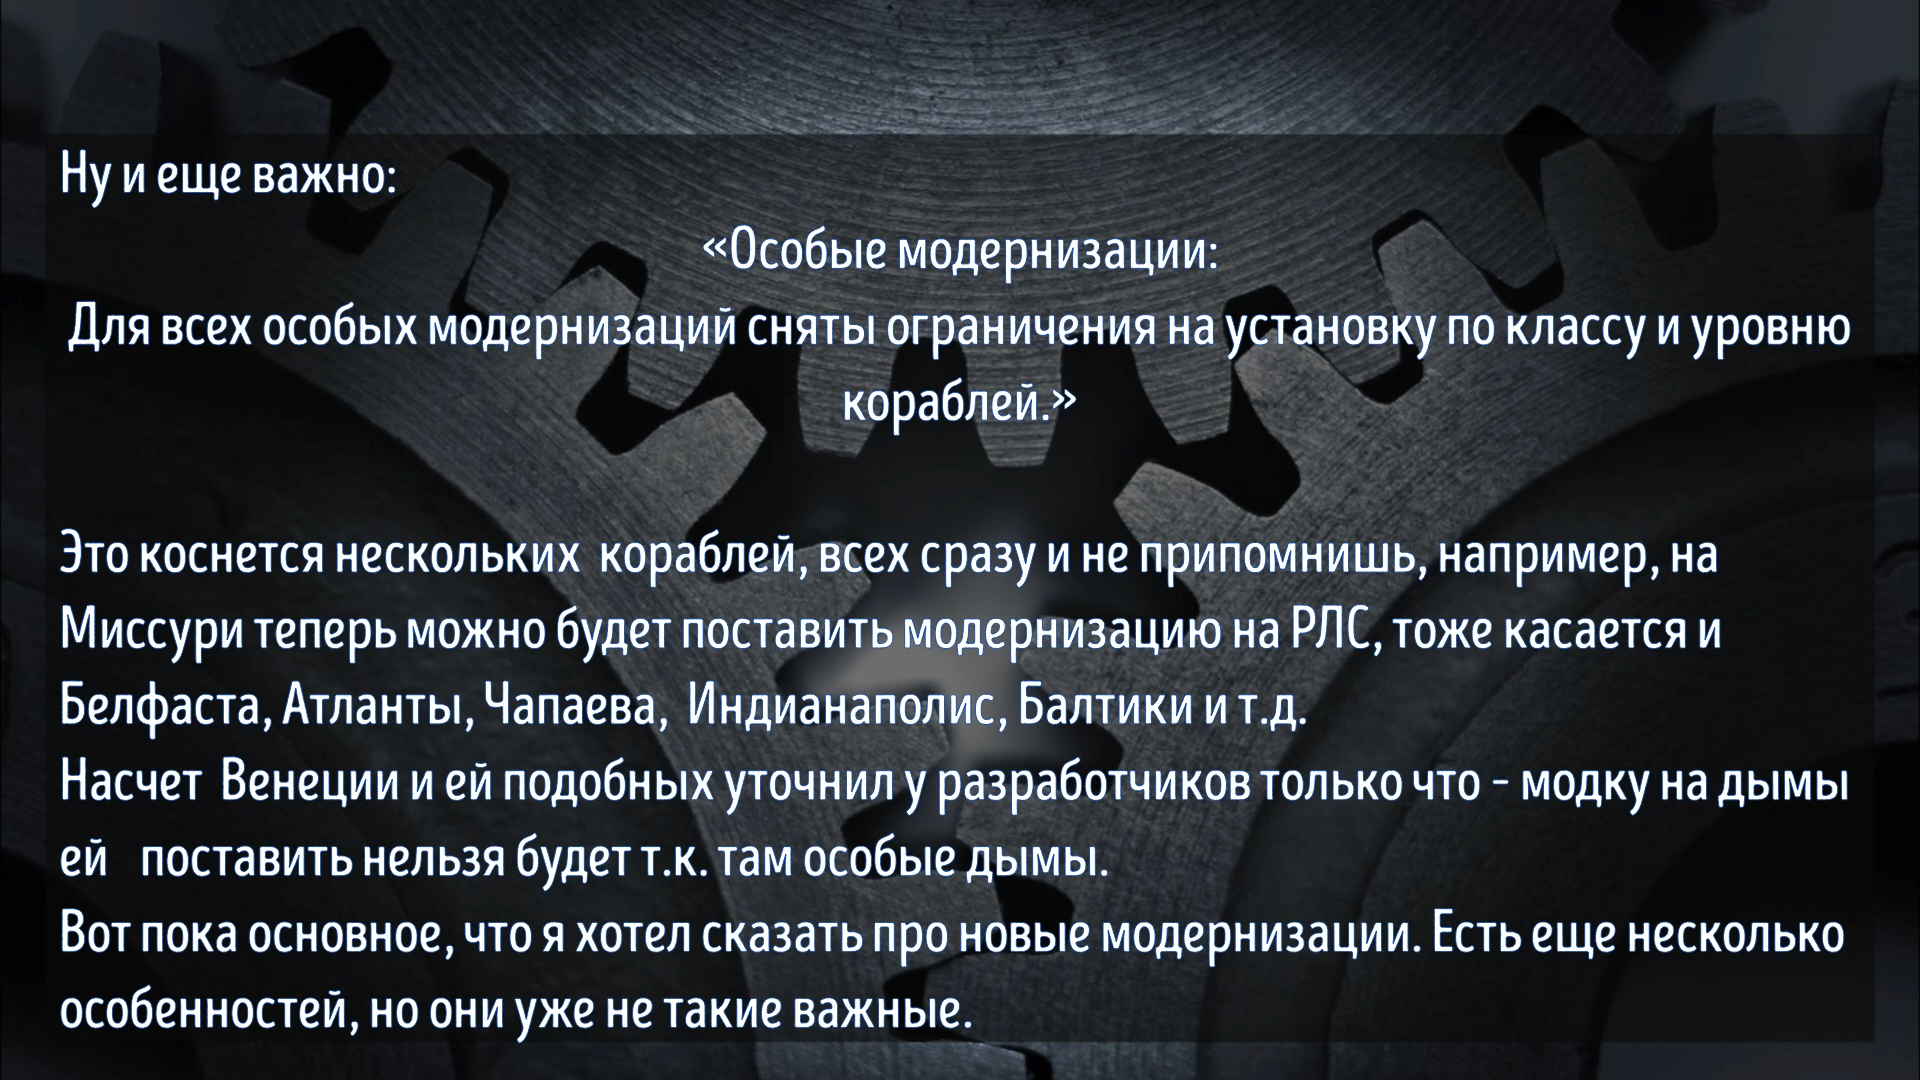 Ну и еще важно:
«Особые модернизации:
Для всех особых модернизаций сняты ограничения на установку по классу и уровню
кораблей.»
Это коснется нескольких  кораблей, всех сразу и не припомнишь, например, на
Миссури теперь можно будет поставить модернизацию на РЛС, тоже касается и
Белфаста, Атланты, Чапаева,  Индианаполис, Балтики и т.д.
Насчет  Венеции и ей подобных уточнил у разработчиков только что - модку на дымы
ей   поставить нельзя будет т.к. там особые дымы.
Вот пока основное, что я хотел сказать про новые модернизации. Есть еще несколько
особенностей, но они уже не такие важные.